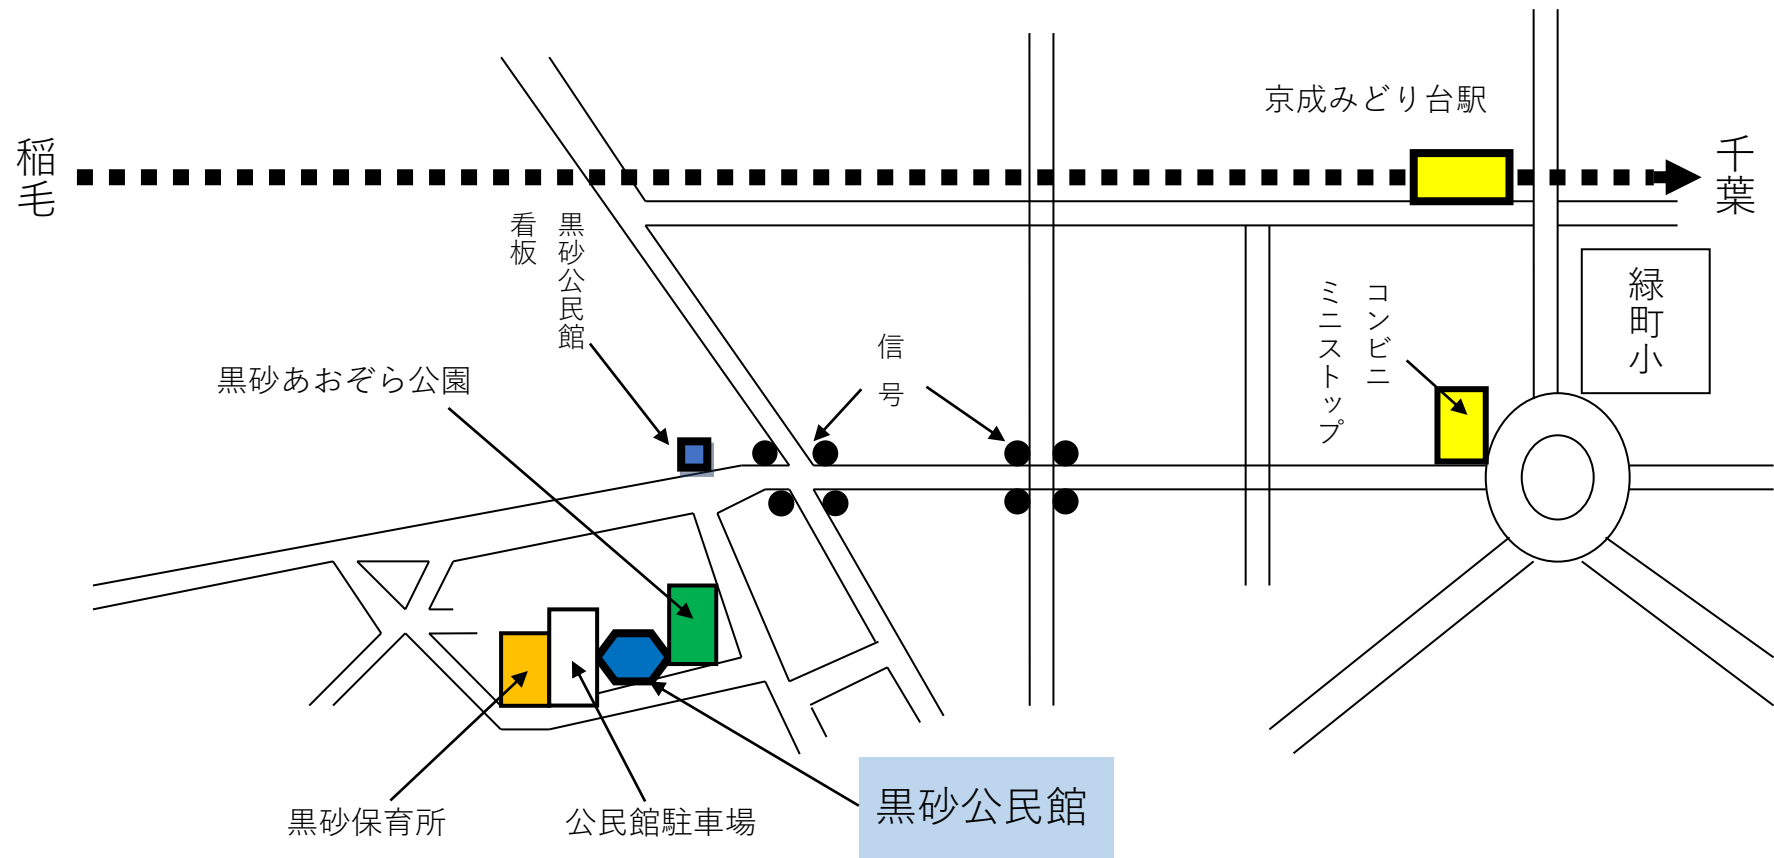 京成みどり台駅
稲毛
千葉
黒砂公民館
看板
緑町小
コンビニ
ミニストップ
信号
黒砂あおぞら公園
黒砂公民館
黒砂保育所
公民館駐車場